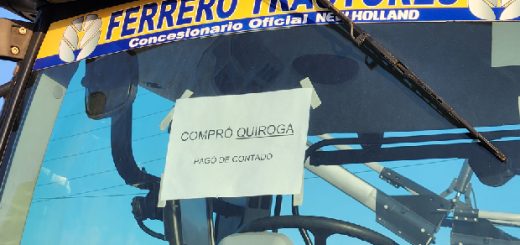 FERRERO TRACTORES
Concesionario Oficial NEW HOLLAND
COMPRÓ QUIROGA
PAGO DE CONTADO